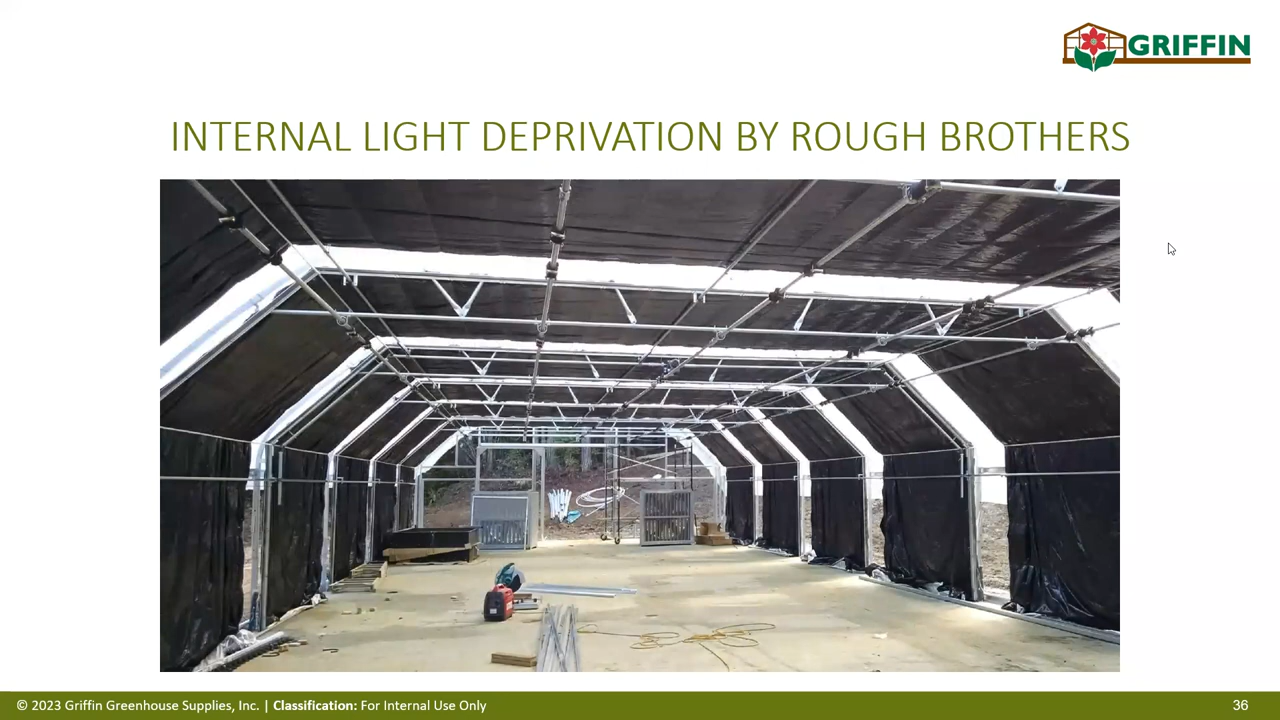 GRIFFIN
INTERNAL LIGHT DEPRIVATION BY ROUGH BROTHERS
© 2023 Griffin Greenhouse Supplies, Inc. | Classification: For Internal Use Only
36